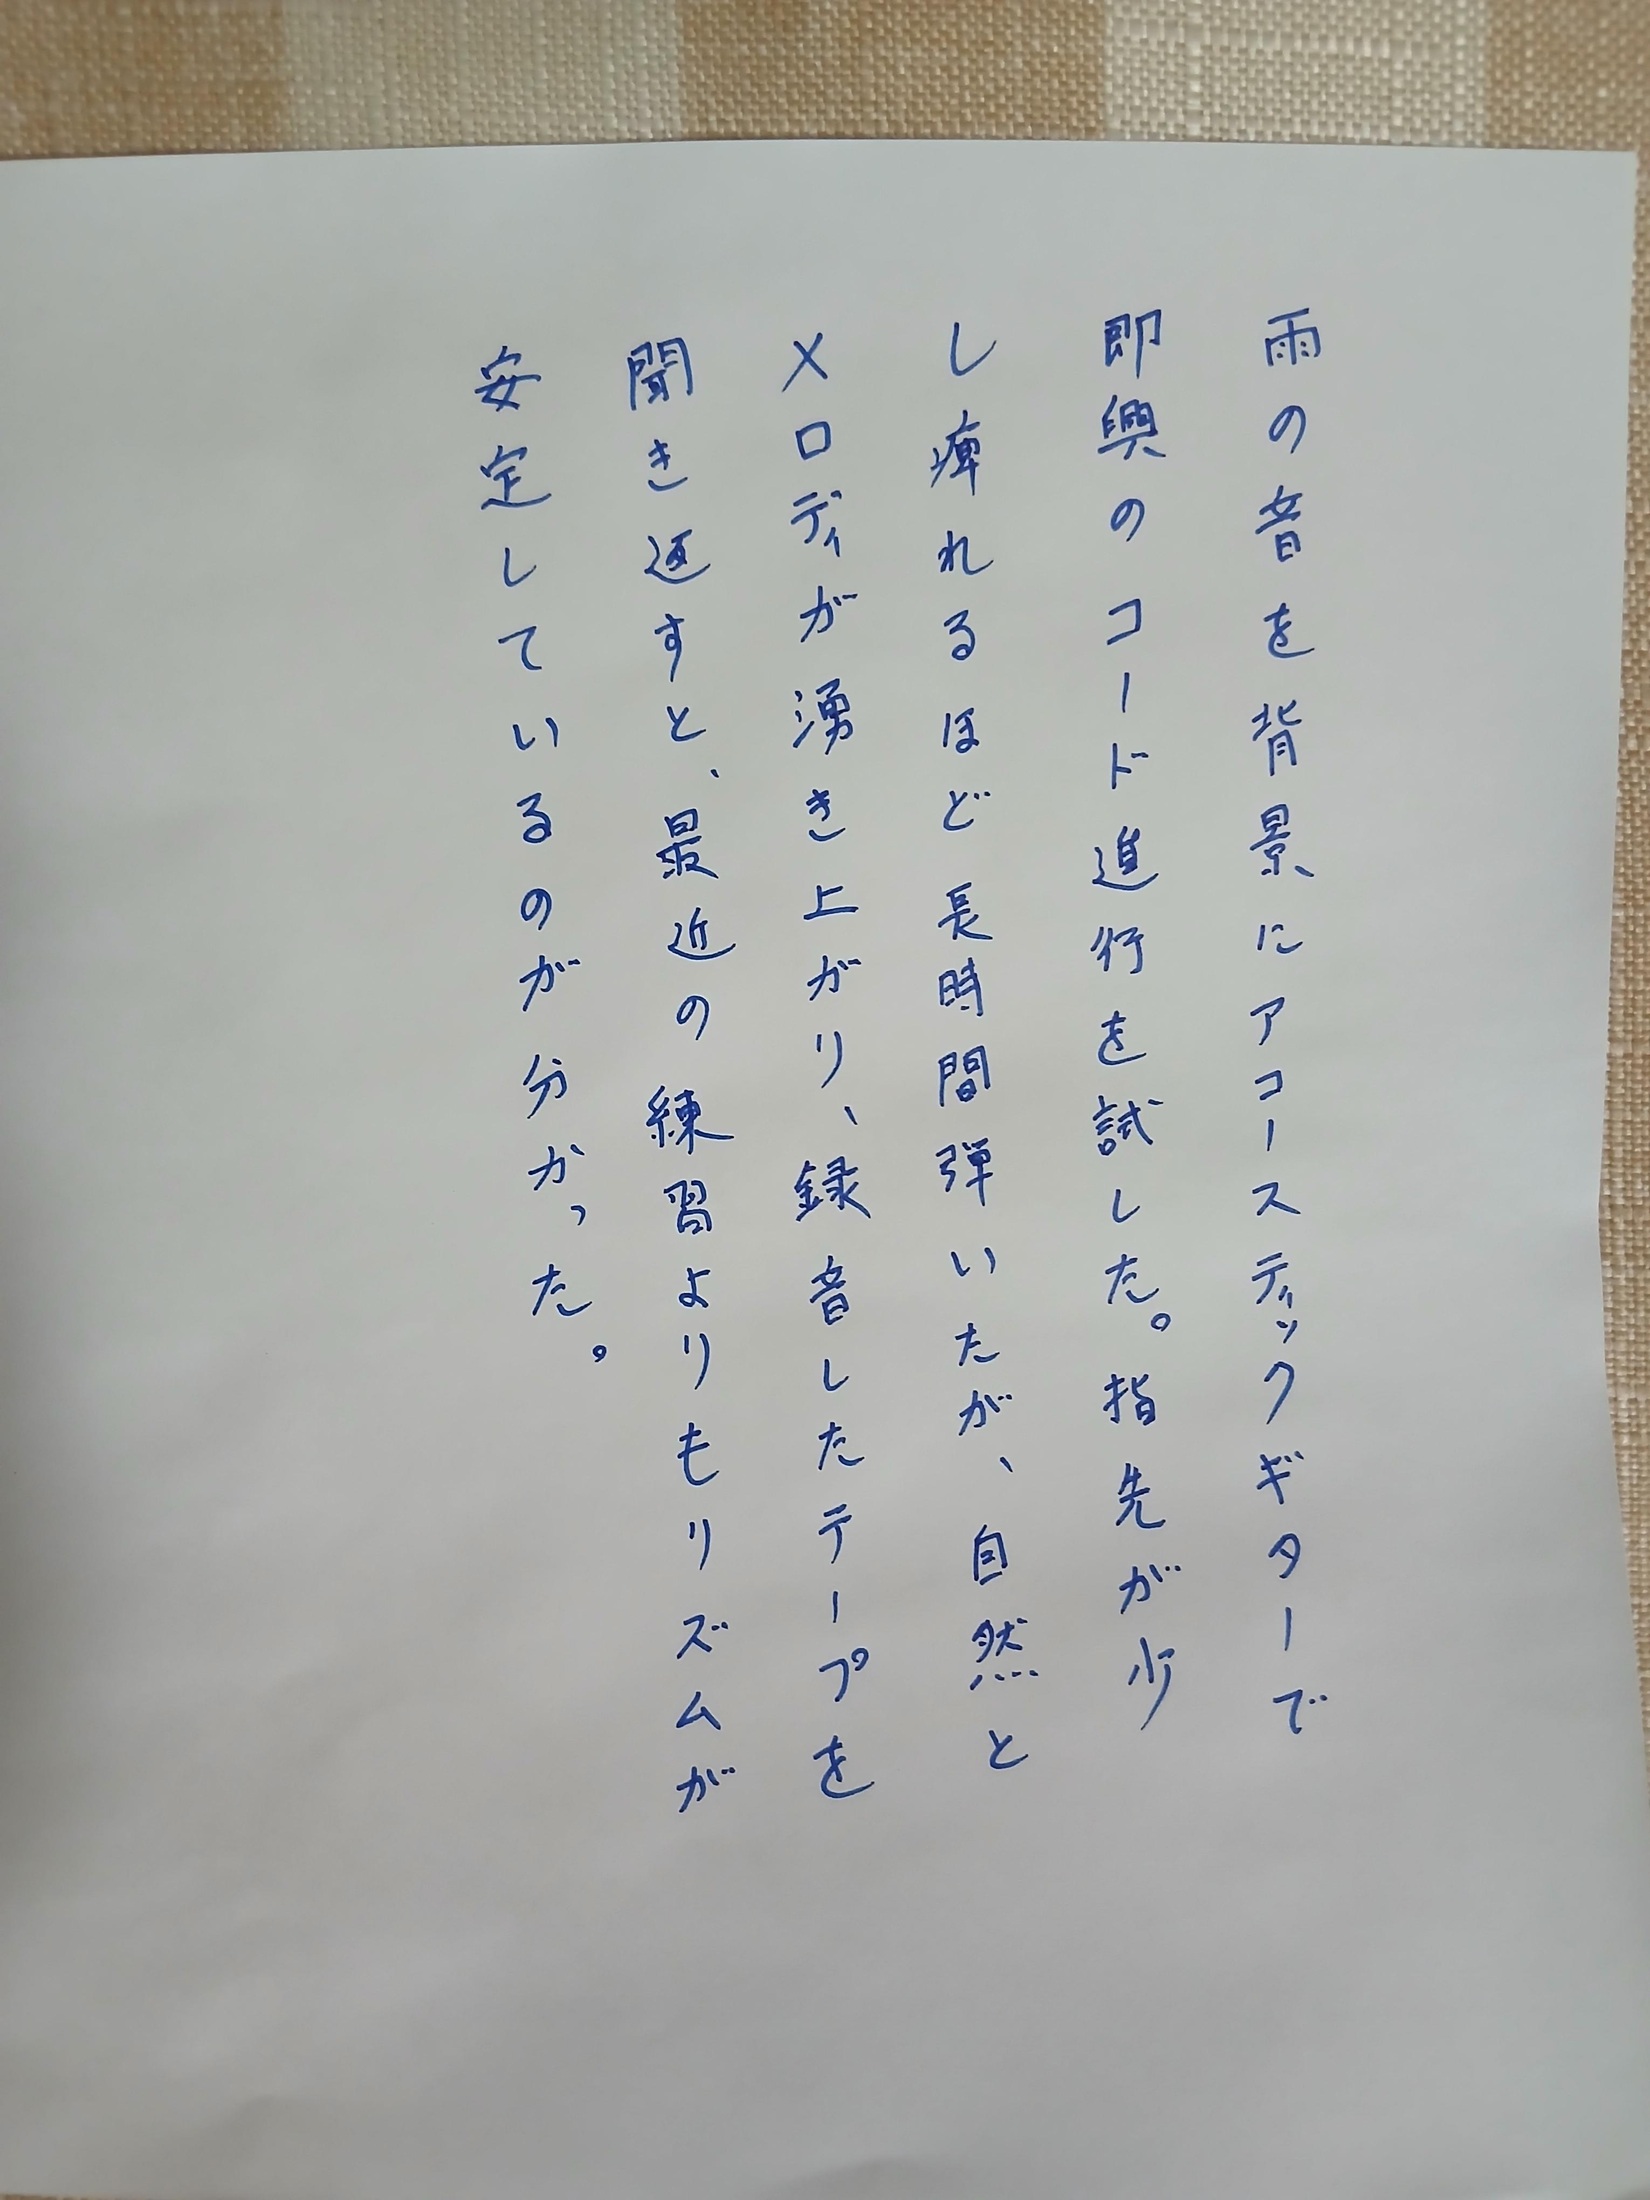 雨の音を背景にアコースティックギターで
即興のコード進行を試した。指先が少
し痺れるほど長時間弾いたが、自然と
メロディが湧き上がり、録音したテープを
聞き返すと、最近の練習よりもリズムが
安定しているのが分かった。